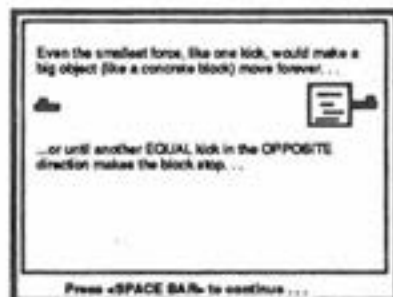 Even the smallest force, like one kick, would make a
big object (like a concrete block) move forever. . .
...or until another EQUAL kick in the OPPOSITE
direction makes the block stop. . .
Press <SPACE BAR> to continue . . .